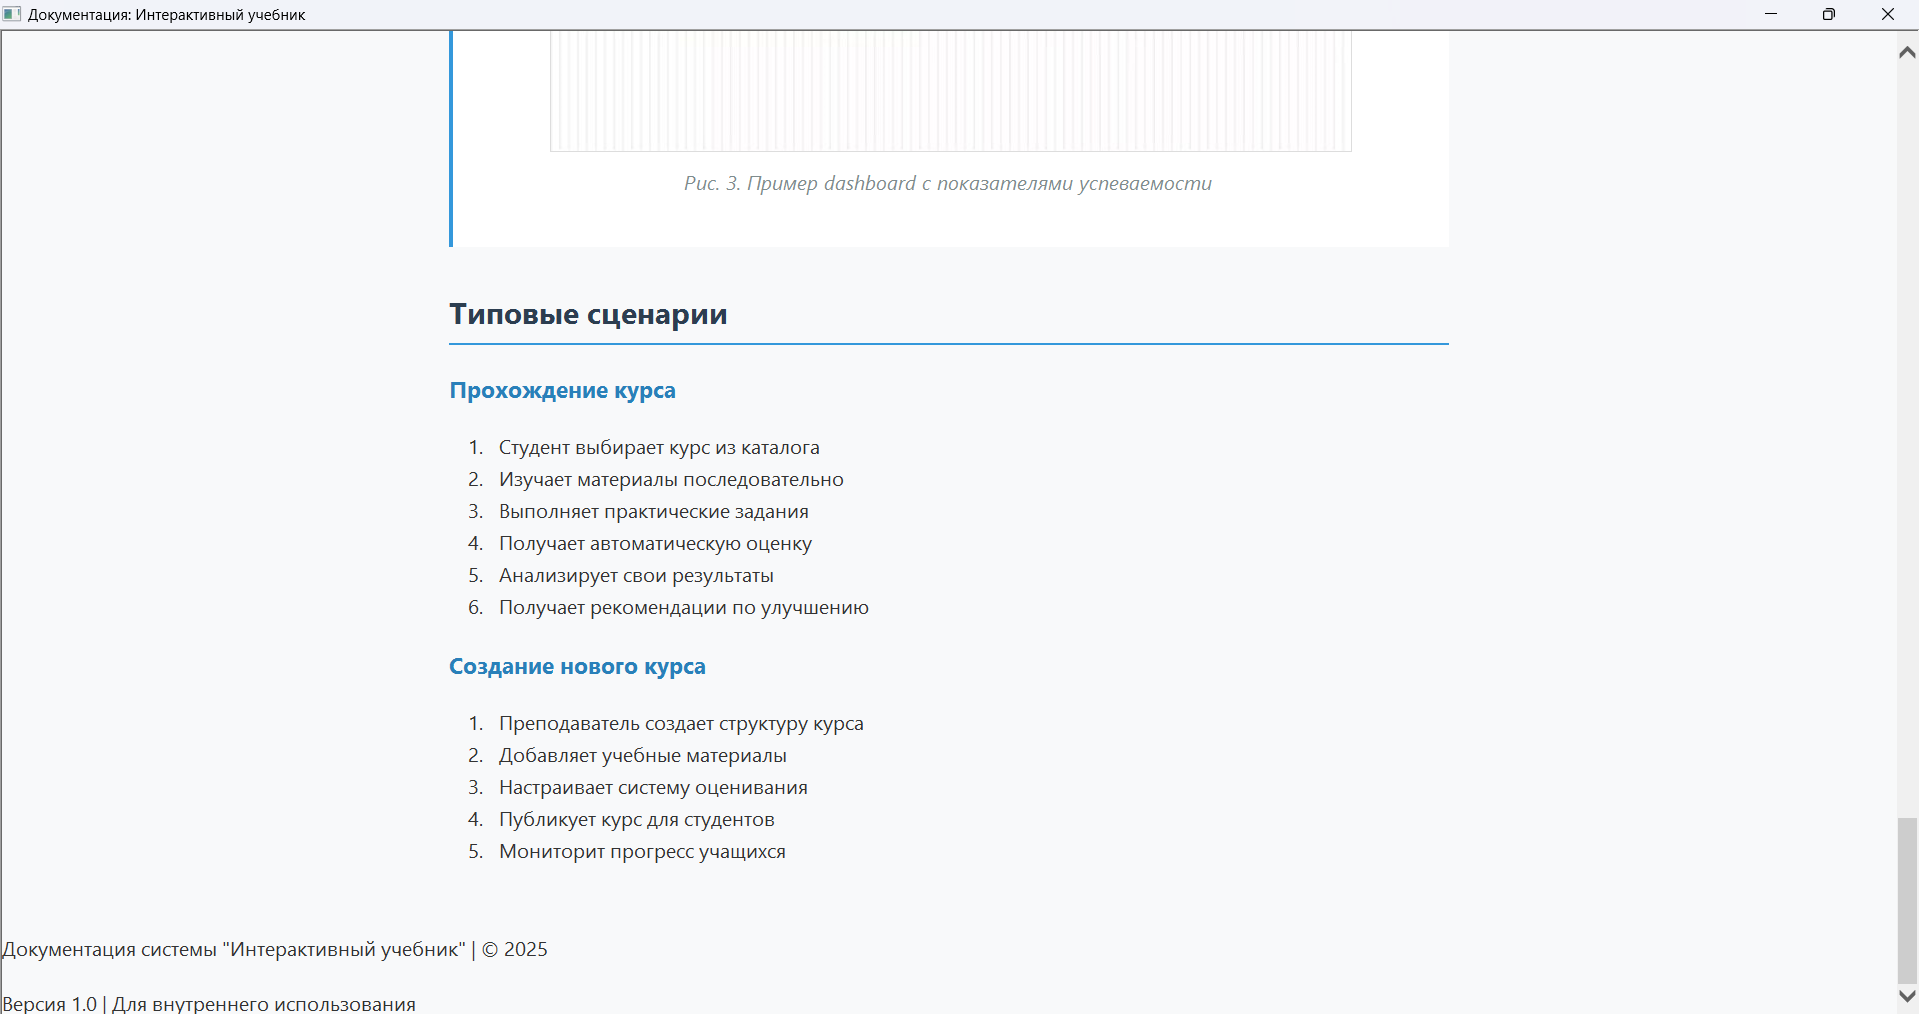 Документация: Интерактивный учебник
Рис. 3. Пример dashboard с показателями успеваемости
Типовые сценарии
Прохождение курса
1. Студент выбирает курс из каталога
2. Изучает материалы последовательно
3. Выполняет практические задания
4. Получает автоматическую оценку
5. Анализирует свои результаты
6. Получает рекомендации по улучшению
Создание нового курса
1. Преподаватель создает структуру курса
2. Добавляет учебные материалы
3. Настраивает систему оценивания
4. Публикует курс для студентов
5. Мониторит прогресс учащихся
Документация системы "Интерактивный учебник" | © 2025
Версия 1.0 | Для внутреннего использования